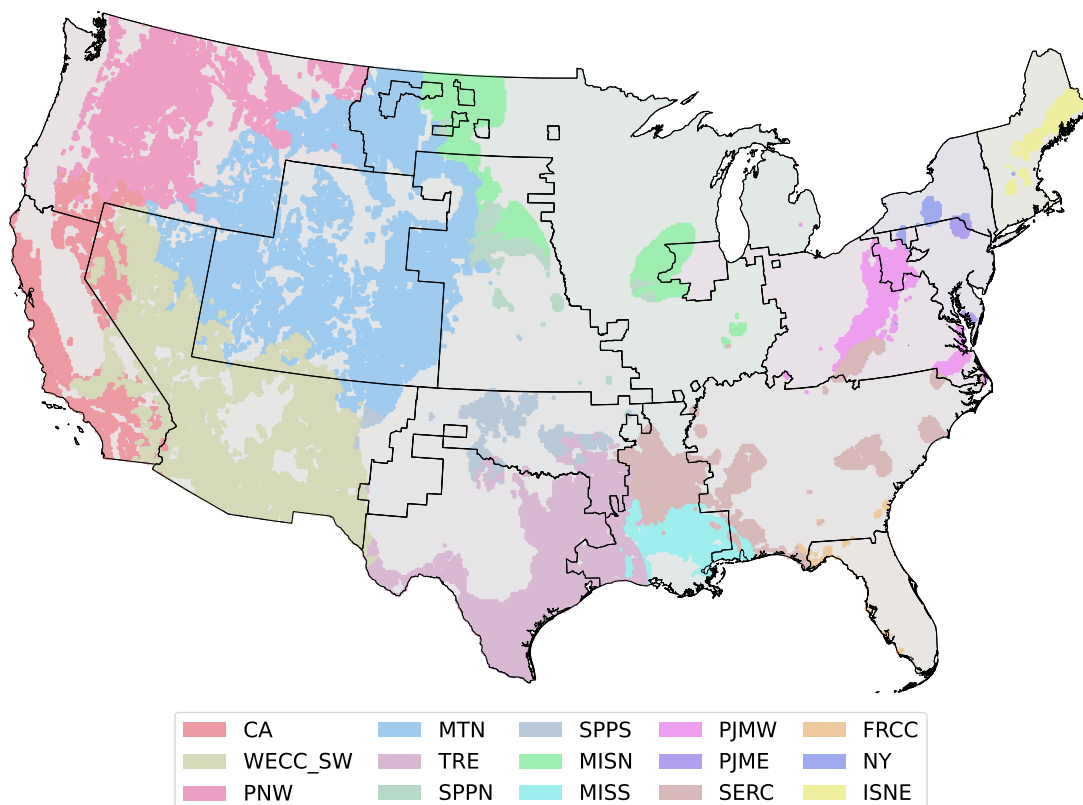 CA MTN SPPS PJMW FRCC
WECC_SW TRE MISN PJME NY
PNW SPPN MISS SERC ISNE